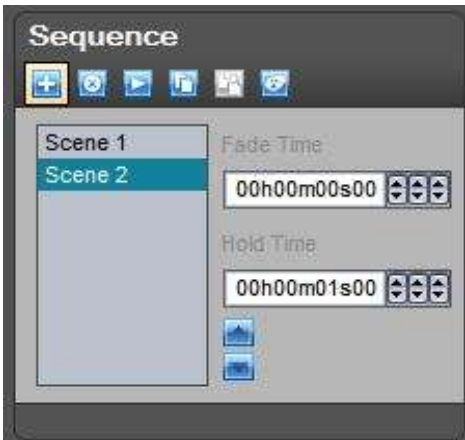 Sequence
Scene 1
Scene 2
Fade Time
00h00m00s00
Hold Time
00h00m01s00